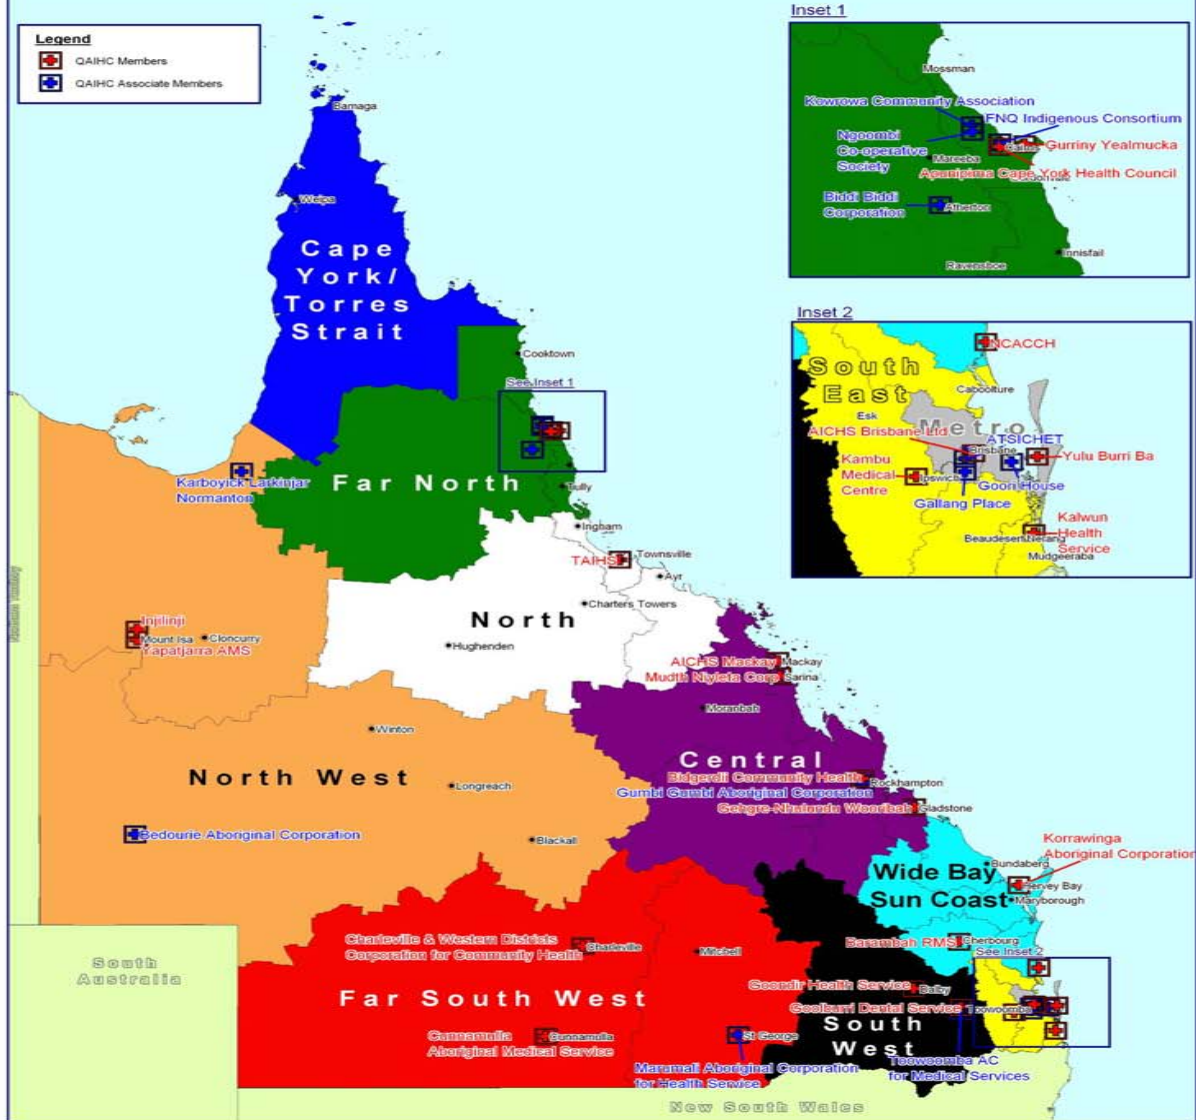 Legend
QAIHC Members
QAIHC Associate Members
Bamaga
Weipa
Cape
York/
Torres
Strait
Cooktown
See Inset 1
Karboyick Larkinjar
Normanton
Far North
Tully
Ingham
TAIHS
Townsville
Ayr
Charters Towers
North
Hughenden
Injilinji
Mount Isa
Cloncurry
Yapatjarra AMS
AICHS Mackay
Mackay
Mudth Niyleta Corp
Sarina
Moranbah
Winton
Central
North West
Longreach
Bidgerdii Community Health
Rockhampton
Gumbi Gumbi Aboriginal Corporation
Gladstone
Bedourie Aboriginal Corporation
Blackall
Korrawinga
Aboriginal Corporation
Wide Bay
Sun Coast
Bundaberg
Hervey Bay
Maryborough
Charleville & Western Districts
Corporation for Community Health
Charleville
Mitchell
Barambah RMS
Cherbourg
See Inset 2
South
Australia
Far South West
Goondir Health Service
Dalby
Goolburri Dental Service
Toowoomba
South
West
Cunnamulla
Aboriginal Medical Service
Cunnamulla
St George
Marumali Aboriginal Corporation
for Health Service
Toowoomba AC
for Medical Services
New South Wales
Inset 1
Mossman
Kowrowa Community Association
FNQ Indigenous Consortium
Ngoombi
Co-operative
Society
Cairns
Gurriny Yealmucka
Mareeba
Apunipima Cape York Health Council
Biddi Biddi
Corporation
Atherton
Innisfail
Ravenshoe
Inset 2
NCACCH
South
East
Caboolture
Esk
Metro
AICHS Brisbane Ltd
ATSICHET
Brisbane
Yulu Burri Ba
Kambu
Medical
Centre
Ipswich
Goori House
Gallang Place
Kalwun
Health
Service
Beaudesert
Nerang
Mudgeeraba